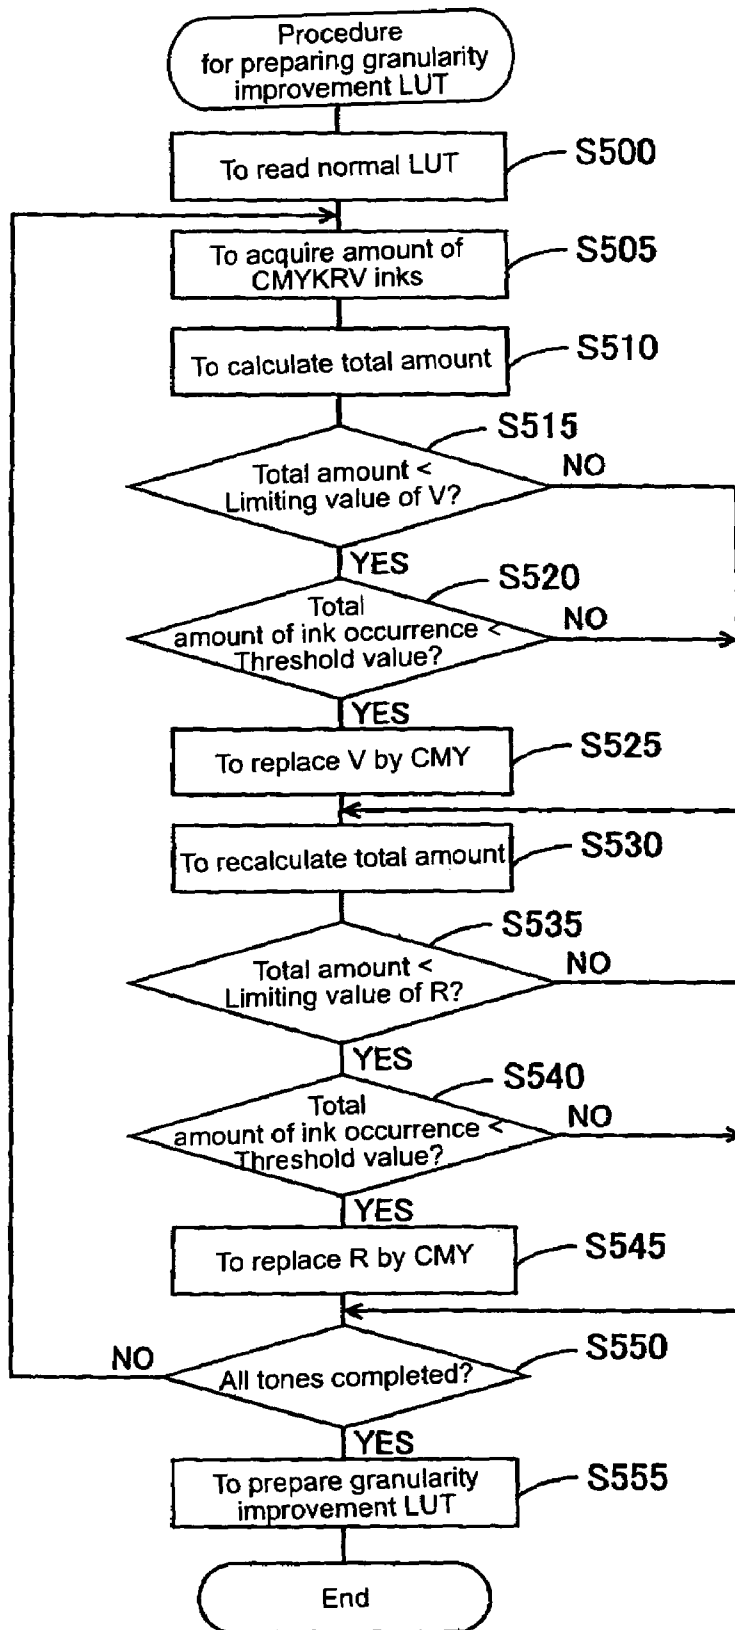 Procedure
for preparing granularity
improvement LUT
To read normal LUT
S500
To acquire amount of
CMYKRV inks
S505
To calculate total amount
S510
S515
Total amount <
Limiting value of V?
NO
YES
S520
Total
amount of ink occurrence <
Threshold value?
NO
YES
To replace V by CMY
S525
To recalculate total amount
S530
S535
Total amount <
Limiting value of R?
NO
YES
S540
Total
amount of ink occurrence <
Threshold value?
NO
YES
To replace R by CMY
S545
S550
NO
All tones completed?
YES
To prepare granularity
improvement LUT
S555
End